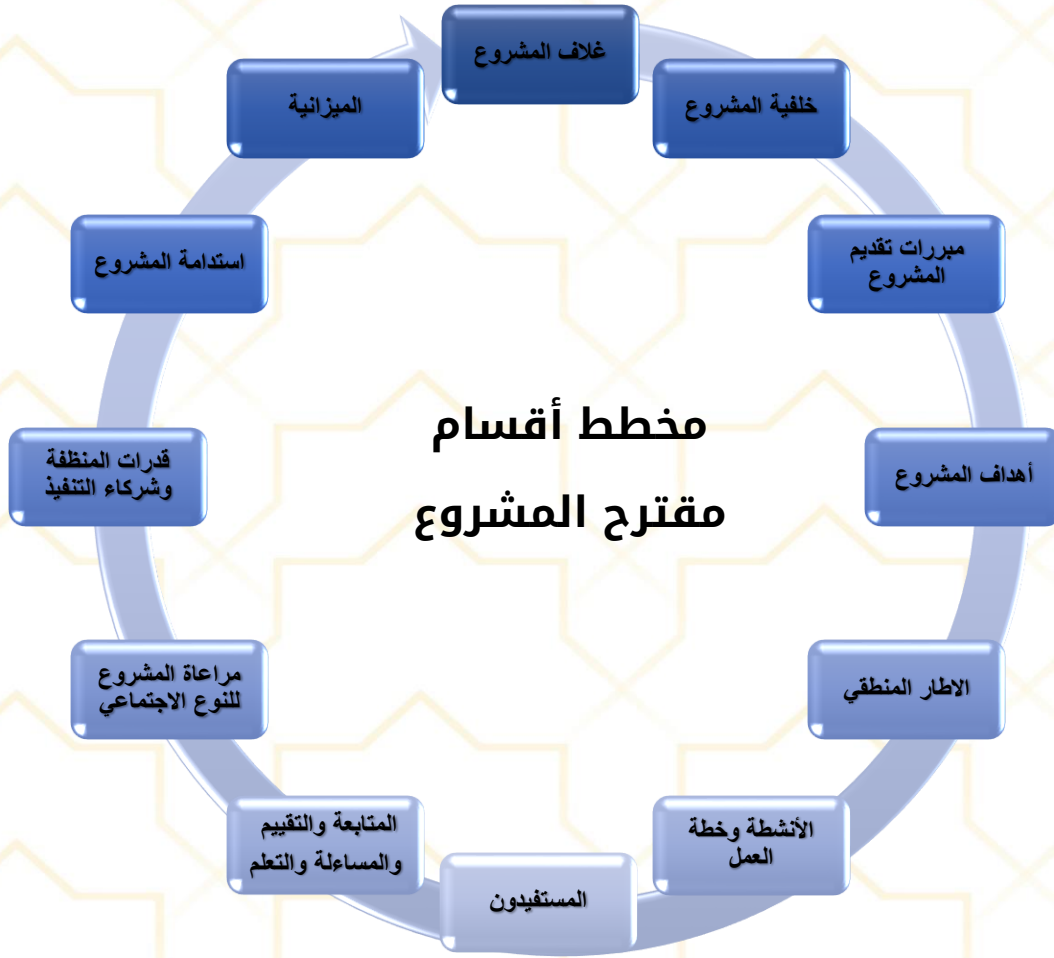 غلاف المشروع
خلفية المشروع
مبررات تقديم
المشروع
أهداف المشروع
الاطار المنطقي
الأنشطة وخطة
العمل
المستفيدون
المتابعة والتقييم
والمساءلة والتعلم
مراعاة المشروع
للنوع الاجتماعي
قدرات المنظفة
وشركاء التنفيذ
استدامة المشروع
الميزانية
مخطط أقسام
مقترح المشروع